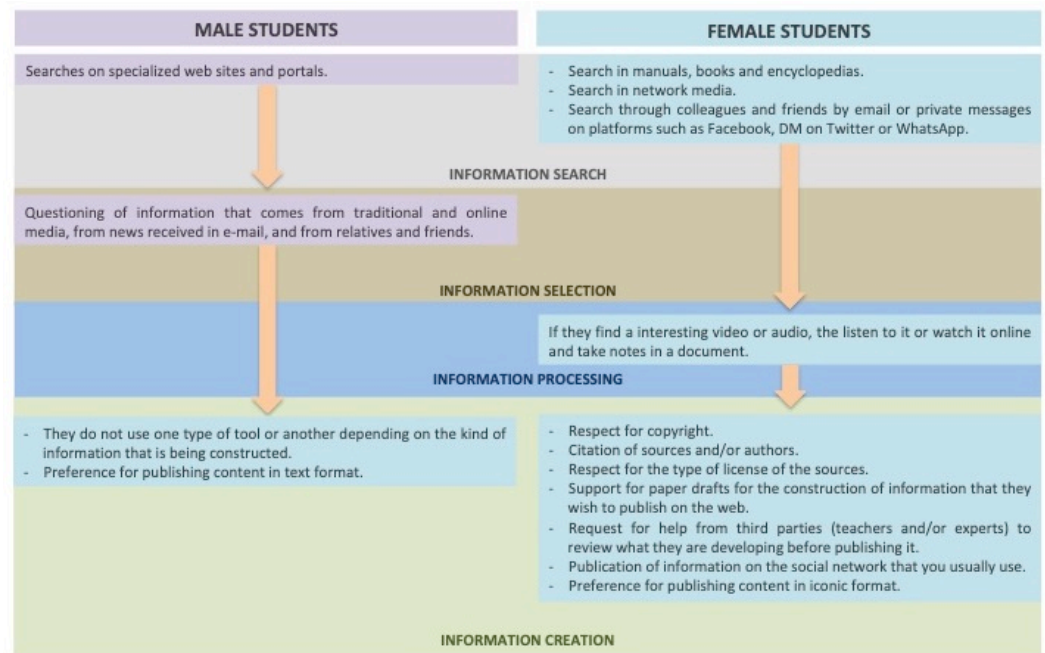 MALE STUDENTS
FEMALE STUDENTS
Searches on specialized web sites and portals.
- Search in manuals, books and encyclopedias.
- Search in network media.
- Search through colleagues and friends by email or private messages
on platforms such as Facebook, DM on Twitter or WhatsApp.
INFORMATION SEARCH
Questioning of information that comes from traditional and online
media, from news received in e-mail, and from relatives and friends.
INFORMATION SELECTION
If they find a interesting video or audio, the listen to it or watch it online
and take notes in a document.
INFORMATION PROCESSING
- They do not use one type of tool or another depending on the kind of
information that is being constructed.
- Preference for publishing content in text format.
- Respect for copyright.
- Citation of sources and/or authors.
- Respect for the type of license of the sources.
- Support for paper drafts for the construction of information that they
wish to publish on the web.
- Request for help from third parties (teachers and/or experts) to
review what they are developing before publishing it.
- Publication of information on the social network that you usually use.
- Preference for publishing content in iconic format.
INFORMATION CREATION